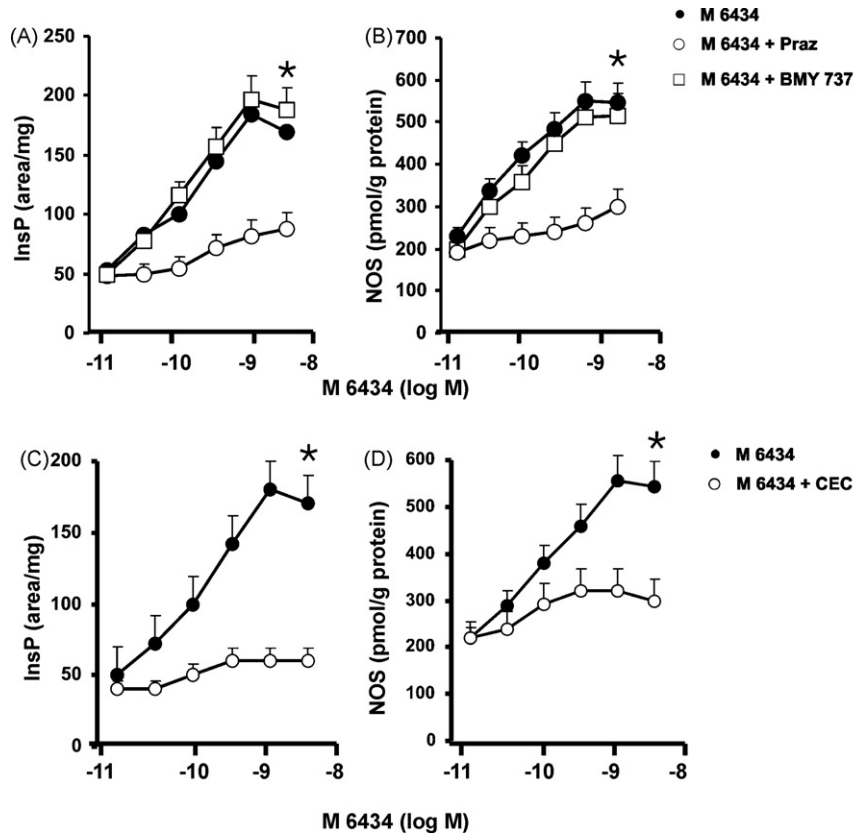 (A)
InsP (area/mg)
200
150
100
50
0
-11 -10 -9 -8
*
(B)
NOS (pmol/g protein)
700
600
500
400
300
200
100
0
-11 -10 -9 -8
*
M 6434
M 6434 + Praz
M 6434 + BMY 737
M 6434 (log M)
(C)
InsP (area/mg)
200
150
100
50
0
-11 -10 -9 -8
*
(D)
NOS (pmol/g protein)
600
500
400
300
200
100
0
-11 -10 -9 -8
*
M 6434
M 6434 + CEC
M 6434 (log M)